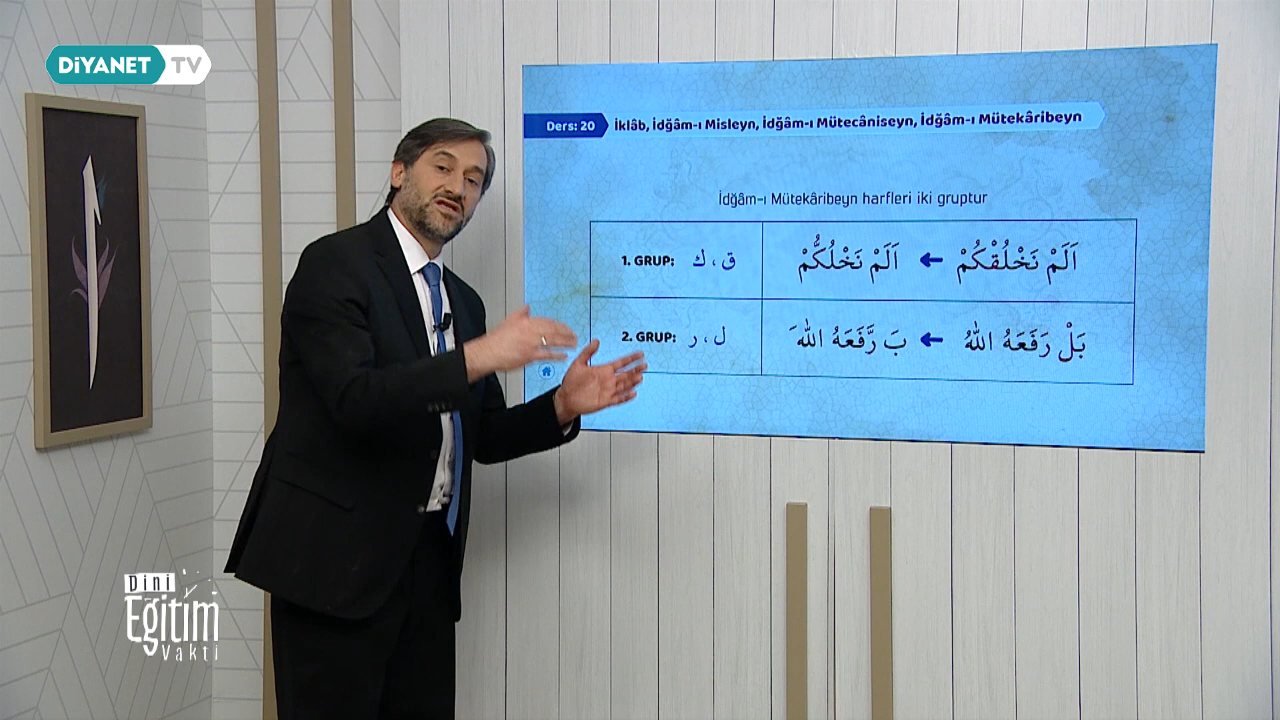 DİYANET TV
Ders: 20 İklâb, İdğâm-ı Misleyn, İdğâm-ı Mütecâniseyn, İdğâm-ı Mütekâribeyn
İdğâm-ı Mütekâribeyn harfleri iki gruptur
1. GRUP: ق ، ك
اَلَمْ نَخْلُقْكُمْ ← اَلَمْ نَخْلُكُّمْ
2. GRUP: ل ، ر
بَلْ رَفَعَهُ اللّٰهُ ← بَ رَّفَعَهُ اللّٰهَ
Dini
Eğitim
Vakti